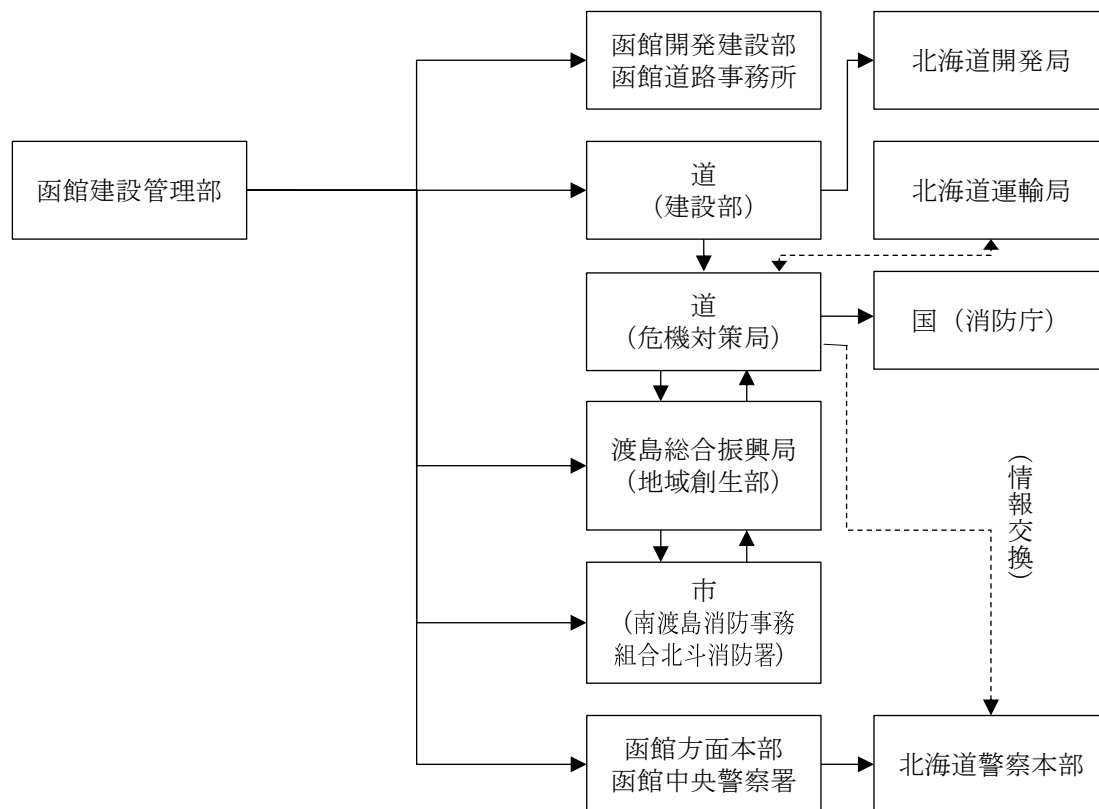 函館開発建設部
函館道路事務所
北海道開発局
函館建設管理部
道
（建設部）
北海道運輸局
道
（危機対策局）
国（消防庁）
渡島総合振興局
（地域創生部）
（情報交換）
市
（南渡島消防事務
組合北斗消防署）
函館方面本部
函館中央警察署
北海道警察本部